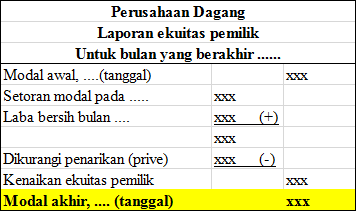 Perusahaan Dagang
Laporan ekuitas pemilik
Untuk bulan yang berakhir ......
Modal awal, ....(tanggal) xxx
Setoran modal pada ..... xxx
Laba bersih bulan .... xxx (+)
xxx
Dikurangi penarikan (prive) xxx (-)
Kenaikan ekuitas pemilik xxx
Modal akhir, .... (tanggal) xxx